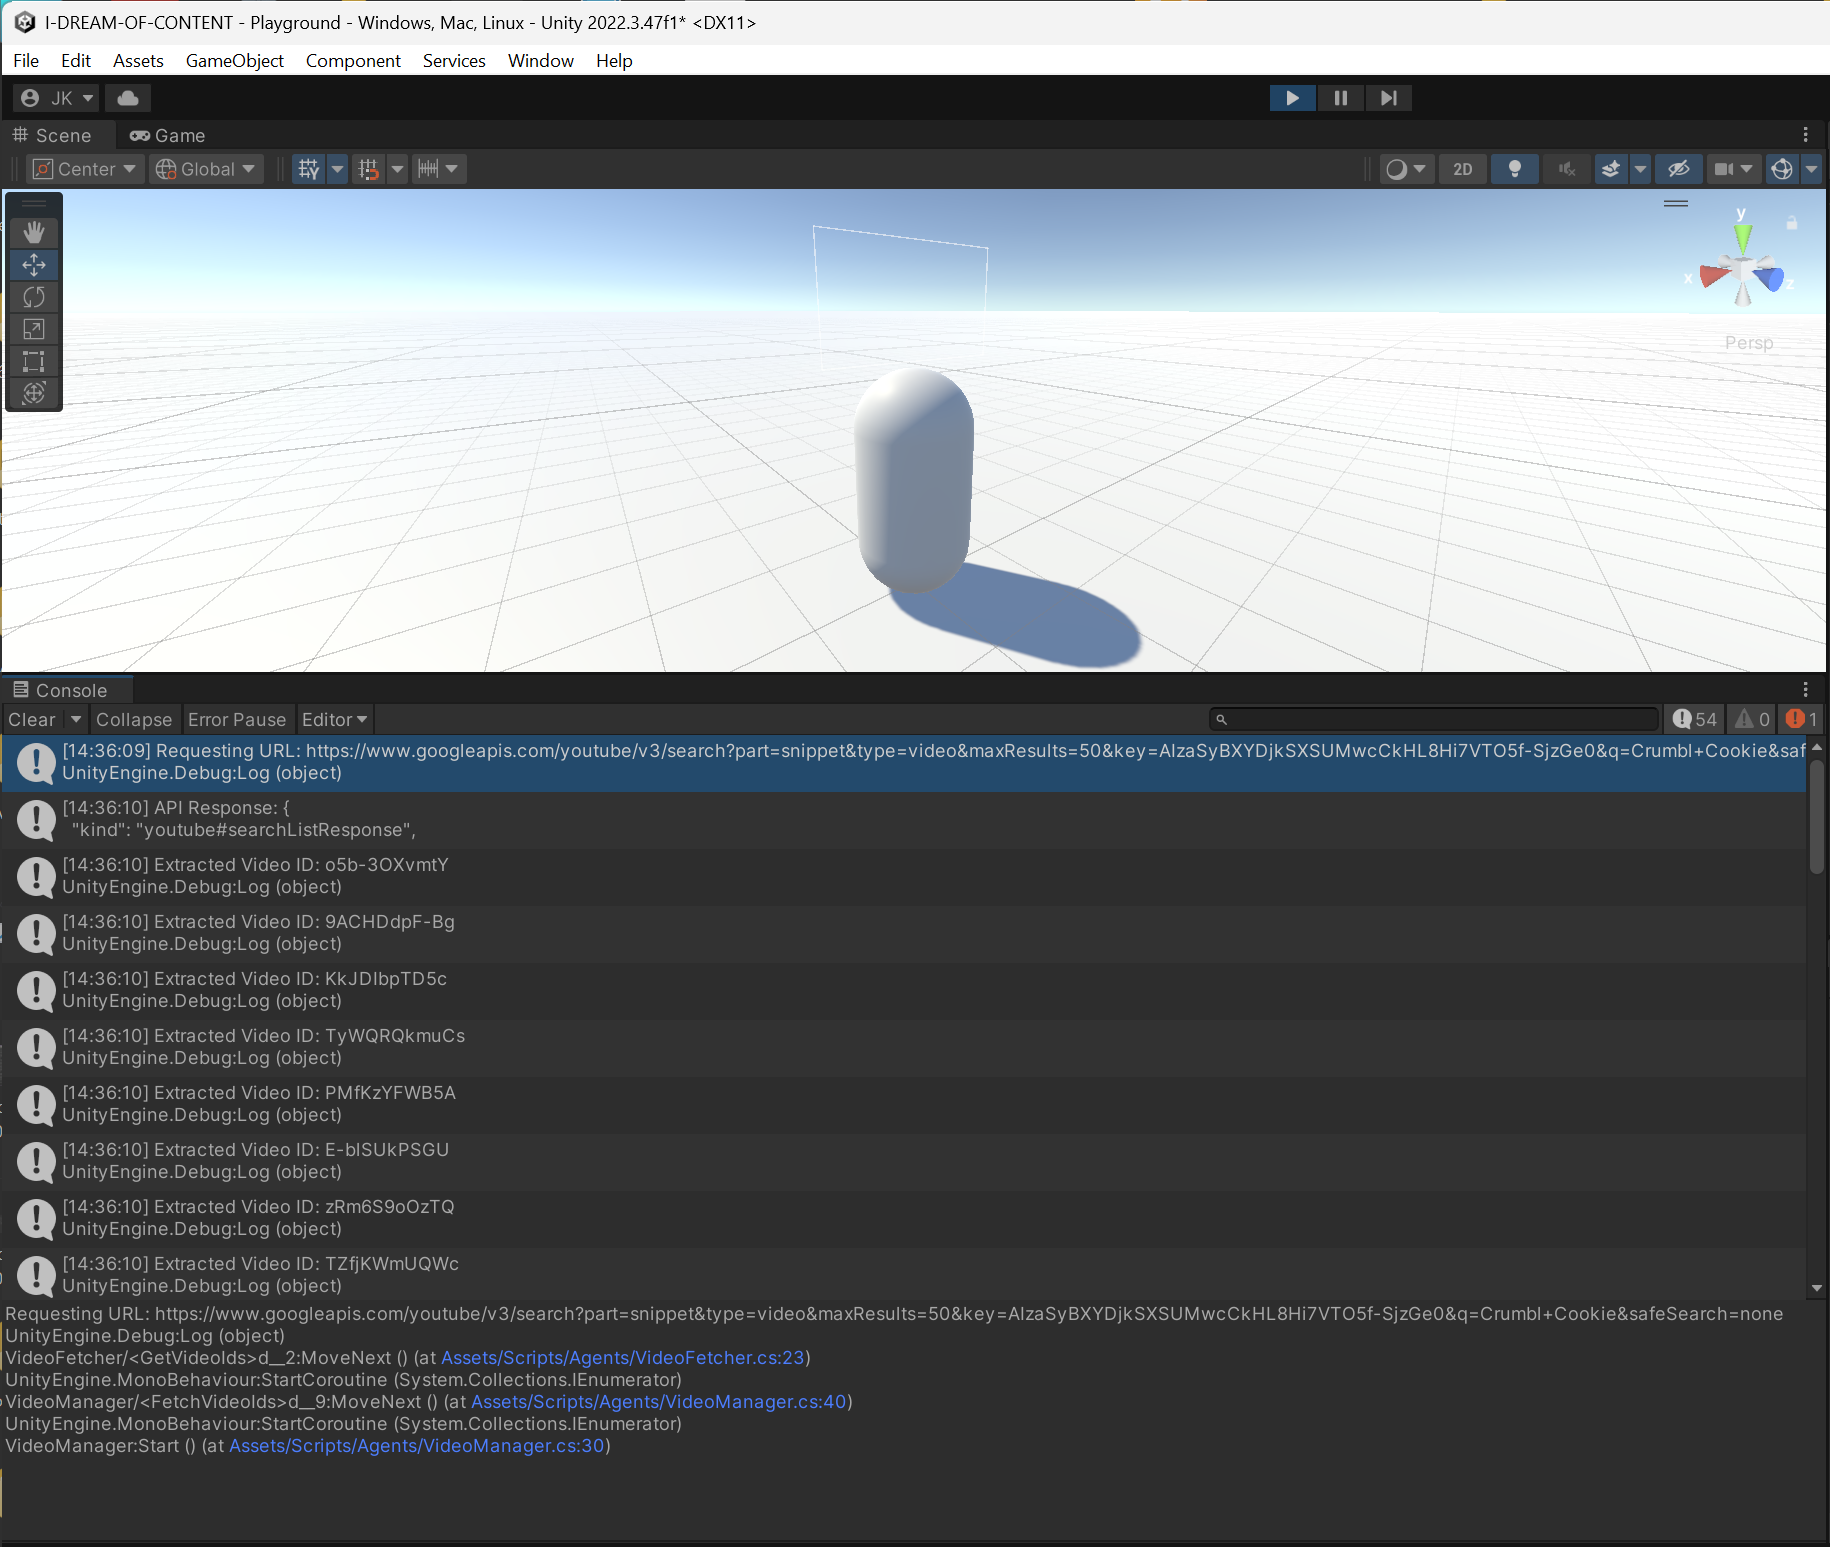 I-DREAM-OF-CONTENT - Playground - Windows, Mac, Linux - Unity 2022.3.47f1* <DX11>
File Edit Assets GameObject Component Services Window Help
JK
Scene Game
Center Global 2D
y
x z
Persp
Console
Clear Collapse Error Pause Editor 54 0 1
[14:36:09] Requesting URL: https://www.googleapis.com/youtube/v3/search?part=snippet&type=video&maxResults=50&key=AIzaSyBXYDjkSXSUMwcCkHL8Hi7VTO5f-SjzGe0&q=Crumbl+Cookie&saf
UnityEngine.Debug:Log (object)
[14:36:10] API Response: {
"kind": "youtube#searchListResponse",
[14:36:10] Extracted Video ID: o5b-3OXvmtY
UnityEngine.Debug:Log (object)
[14:36:10] Extracted Video ID: 9ACHDdpF-Bg
UnityEngine.Debug:Log (object)
[14:36:10] Extracted Video ID: KkJDIbpTD5c
UnityEngine.Debug:Log (object)
[14:36:10] Extracted Video ID: TyWQRQkmuCs
UnityEngine.Debug:Log (object)
[14:36:10] Extracted Video ID: PMfKzYFWB5A
UnityEngine.Debug:Log (object)
[14:36:10] Extracted Video ID: E-blSUkPSGU
UnityEngine.Debug:Log (object)
[14:36:10] Extracted Video ID: zRm6S9oOzTQ
UnityEngine.Debug:Log (object)
[14:36:10] Extracted Video ID: TZfjKWmUQWc
UnityEngine.Debug:Log (object)
Requesting URL: https://www.googleapis.com/youtube/v3/search?part=snippet&type=video&maxResults=50&key=AIzaSyBXYDjkSXSUMwcCkHL8Hi7VTO5f-SjzGe0&q=Crumbl+Cookie&safeSearch=none
UnityEngine.Debug:Log (object)
VideoFetcher/<GetVideoIds>d__2:MoveNext () (at Assets/Scripts/Agents/VideoFetcher.cs:23)
UnityEngine.MonoBehaviour:StartCoroutine (System.Collections.IEnumerator)
VideoManager/<FetchVideoIds>d__9:MoveNext () (at Assets/Scripts/Agents/VideoManager.cs:40)
UnityEngine.MonoBehaviour:StartCoroutine (System.Collections.IEnumerator)
VideoManager:Start () (at Assets/Scripts/Agents/VideoManager.cs:30)